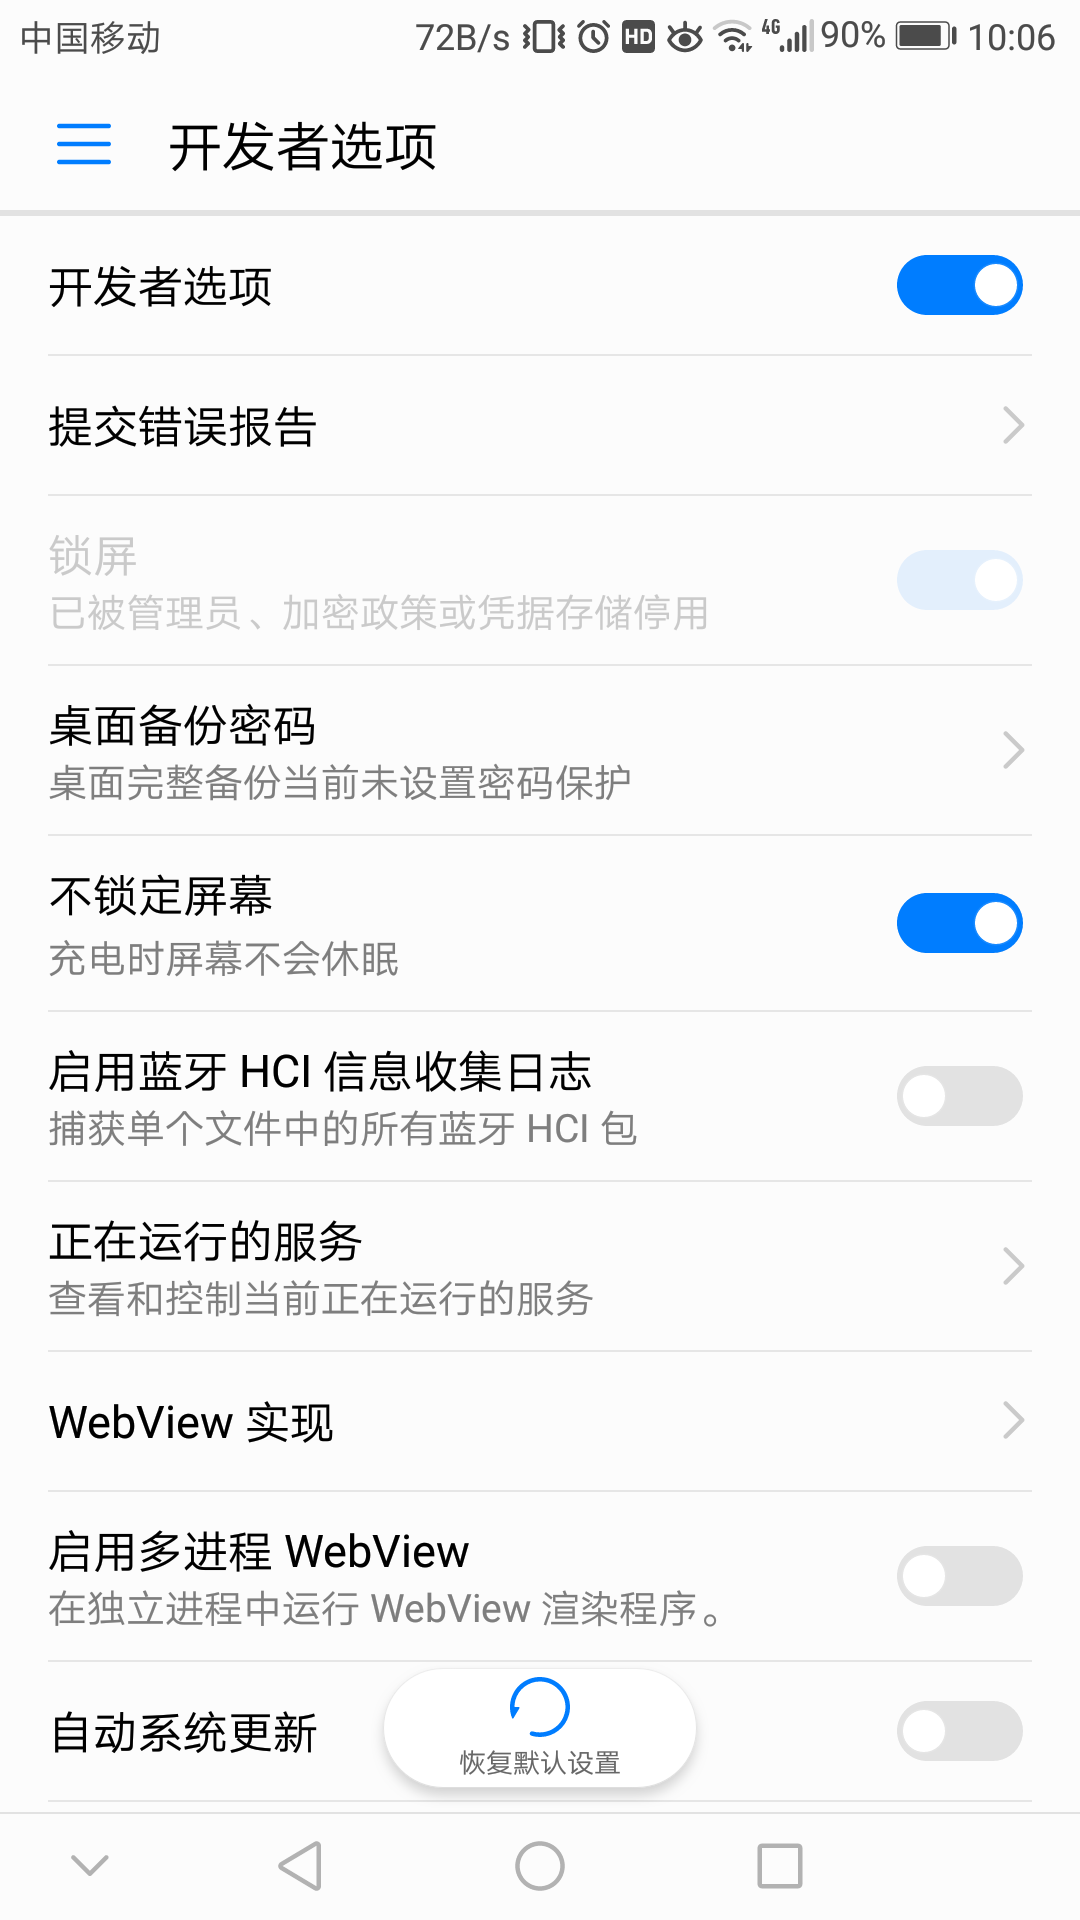 中国移动 72B/s HD 4G 90% 10:06
开发者选项
开发者选项
提交错误报告
锁屏
已被管理员、加密政策或凭据存储停用
桌面备份密码
桌面完整备份当前未设置密码保护
不锁定屏幕
充电时屏幕不会休眠
启用蓝牙 HCI 信息收集日志
捕获单个文件中的所有蓝牙 HCI 包
正在运行的服务
查看和控制当前正在运行的服务
WebView 实现
启用多进程 WebView
在独立进程中运行 WebView 渲染程序。
自动系统更新
恢复默认设置